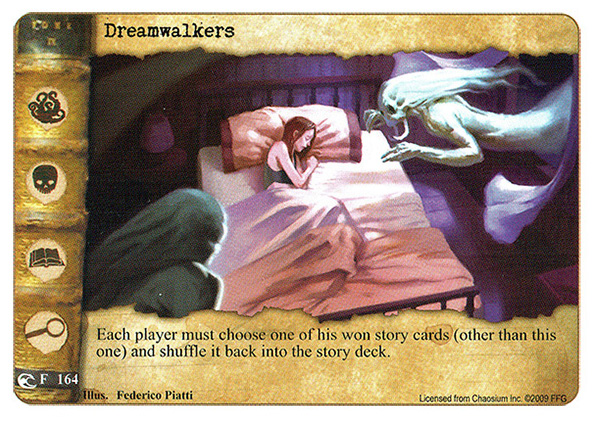 Dreamwalkers
Each player must choose one of his won story cards (other than this
one) and shuffle it back into the story deck.
F 164
Illus. Federico Piatti
Licensed from Chaosium Inc. ©2009 FFG